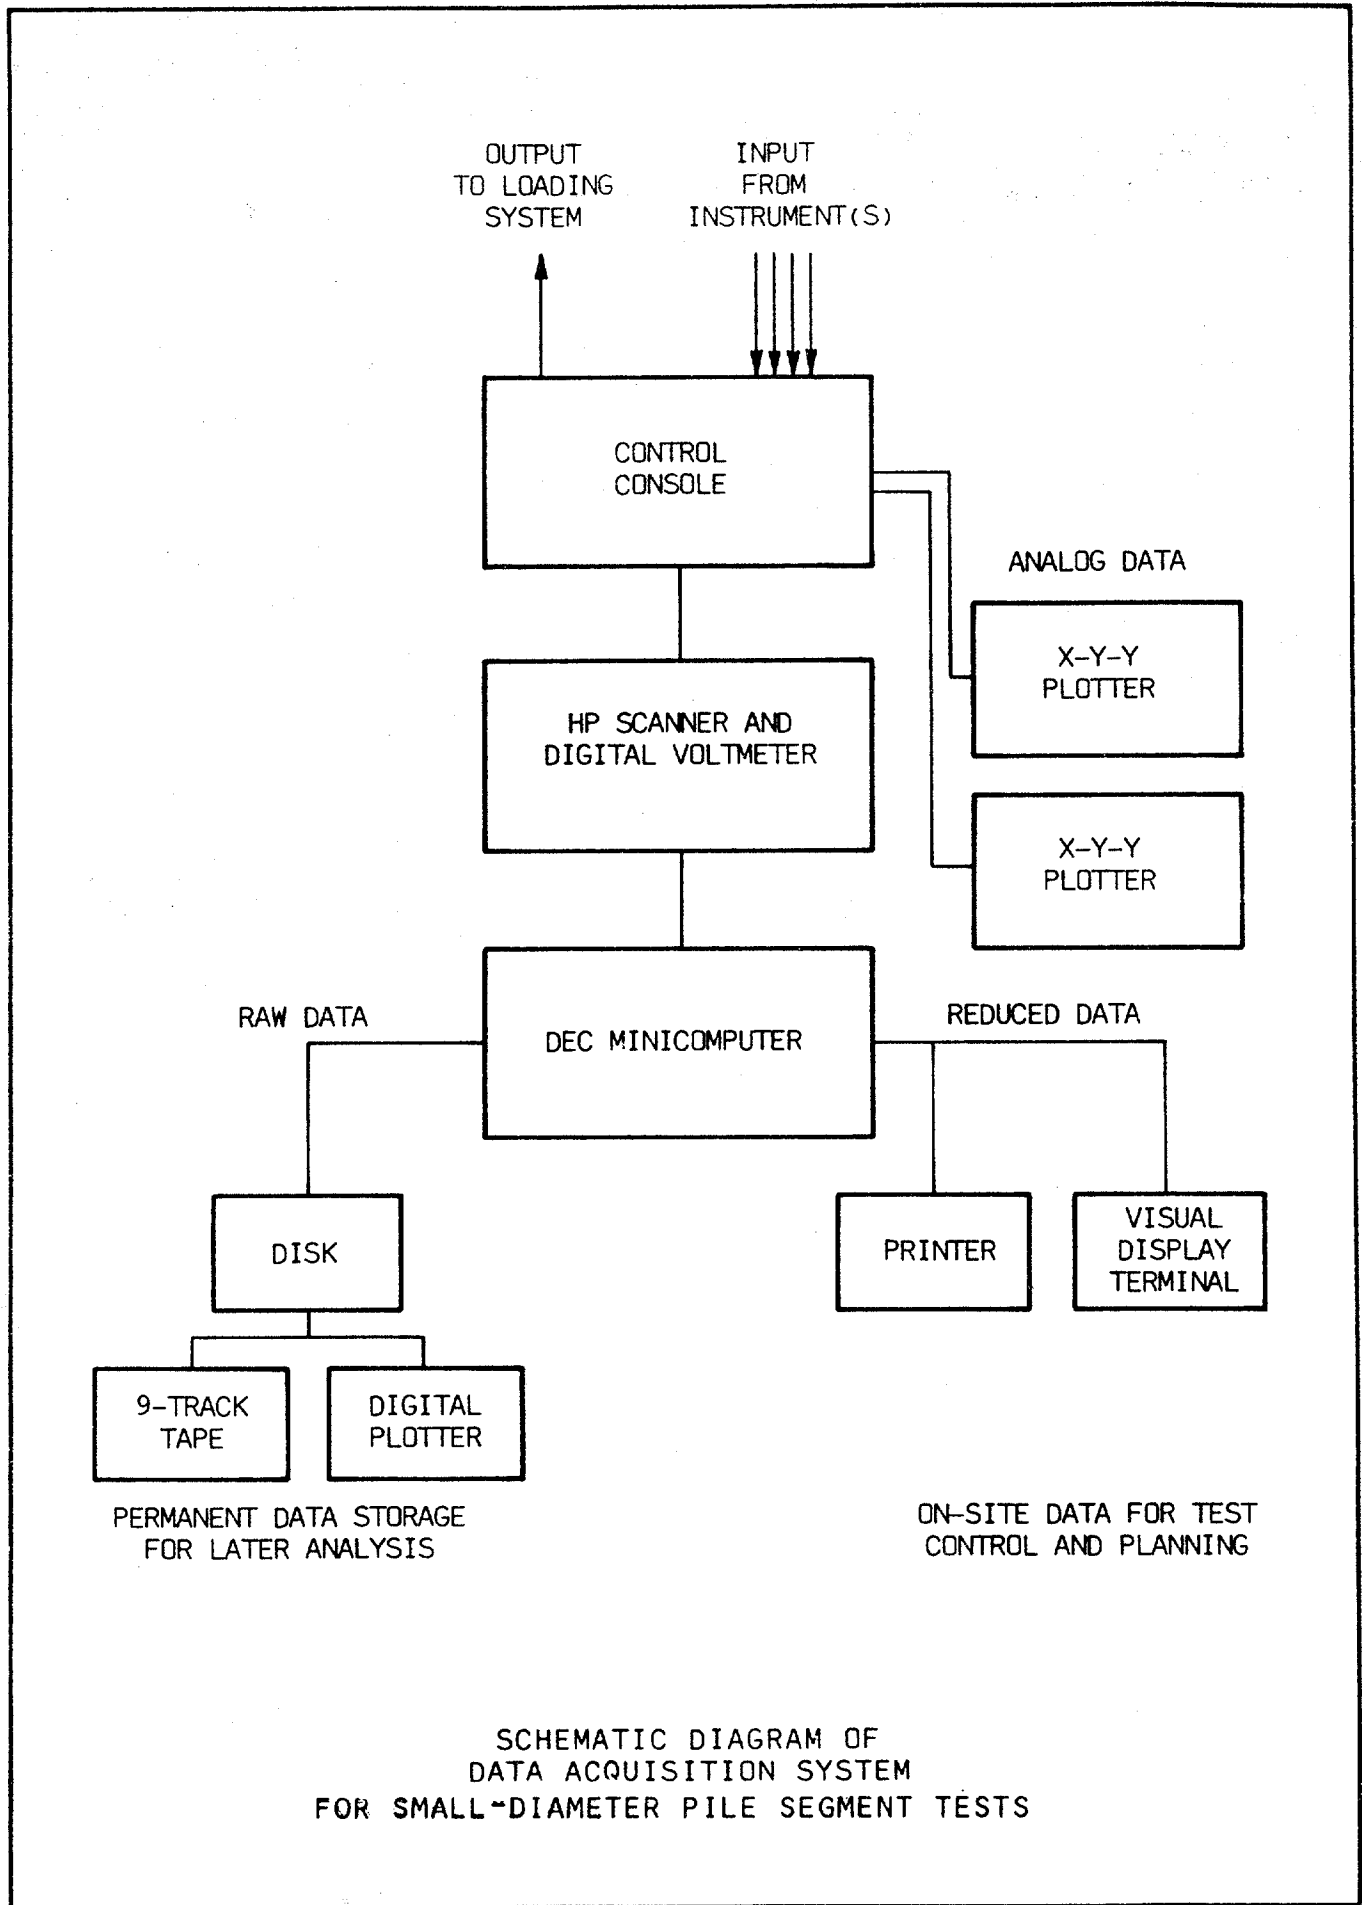 OUTPUT
TO LOADING
SYSTEM
INPUT
FROM
INSTRUMENT(S)
CONTROL
CONSOLE
ANALOG DATA
X-Y-Y
PLOTTER
HP SCANNER AND
DIGITAL VOLTMETER
X-Y-Y
PLOTTER
RAW DATA
DEC MINICOMPUTER
REDUCED DATA
DISK
PRINTER
VISUAL
DISPLAY
TERMINAL
9-TRACK
TAPE
DIGITAL
PLOTTER
PERMANENT DATA STORAGE
FOR LATER ANALYSIS
ON-SITE DATA FOR TEST
CONTROL AND PLANNING
SCHEMATIC DIAGRAM OF
DATA ACQUISITION SYSTEM
FOR SMALL-DIAMETER PILE SEGMENT TESTS